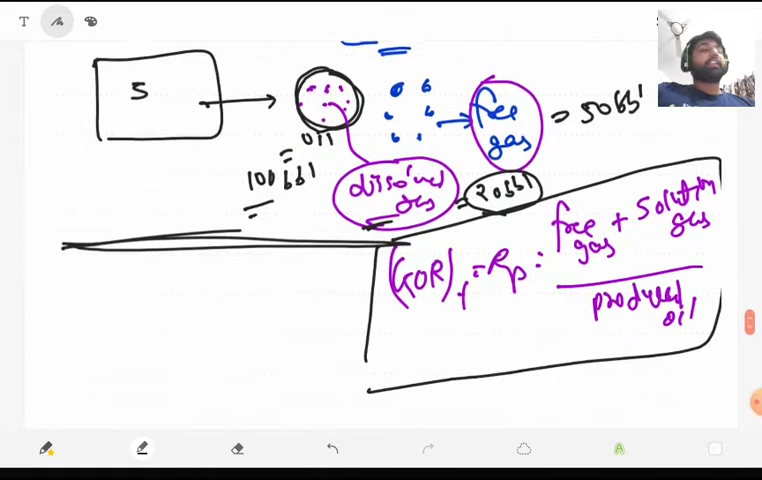 S
oil
= 100 bbl
free gas = 50 bbl
dissolved gas = 20 bbl
(GOR) = Rp = free gas + solution gas
produced oil